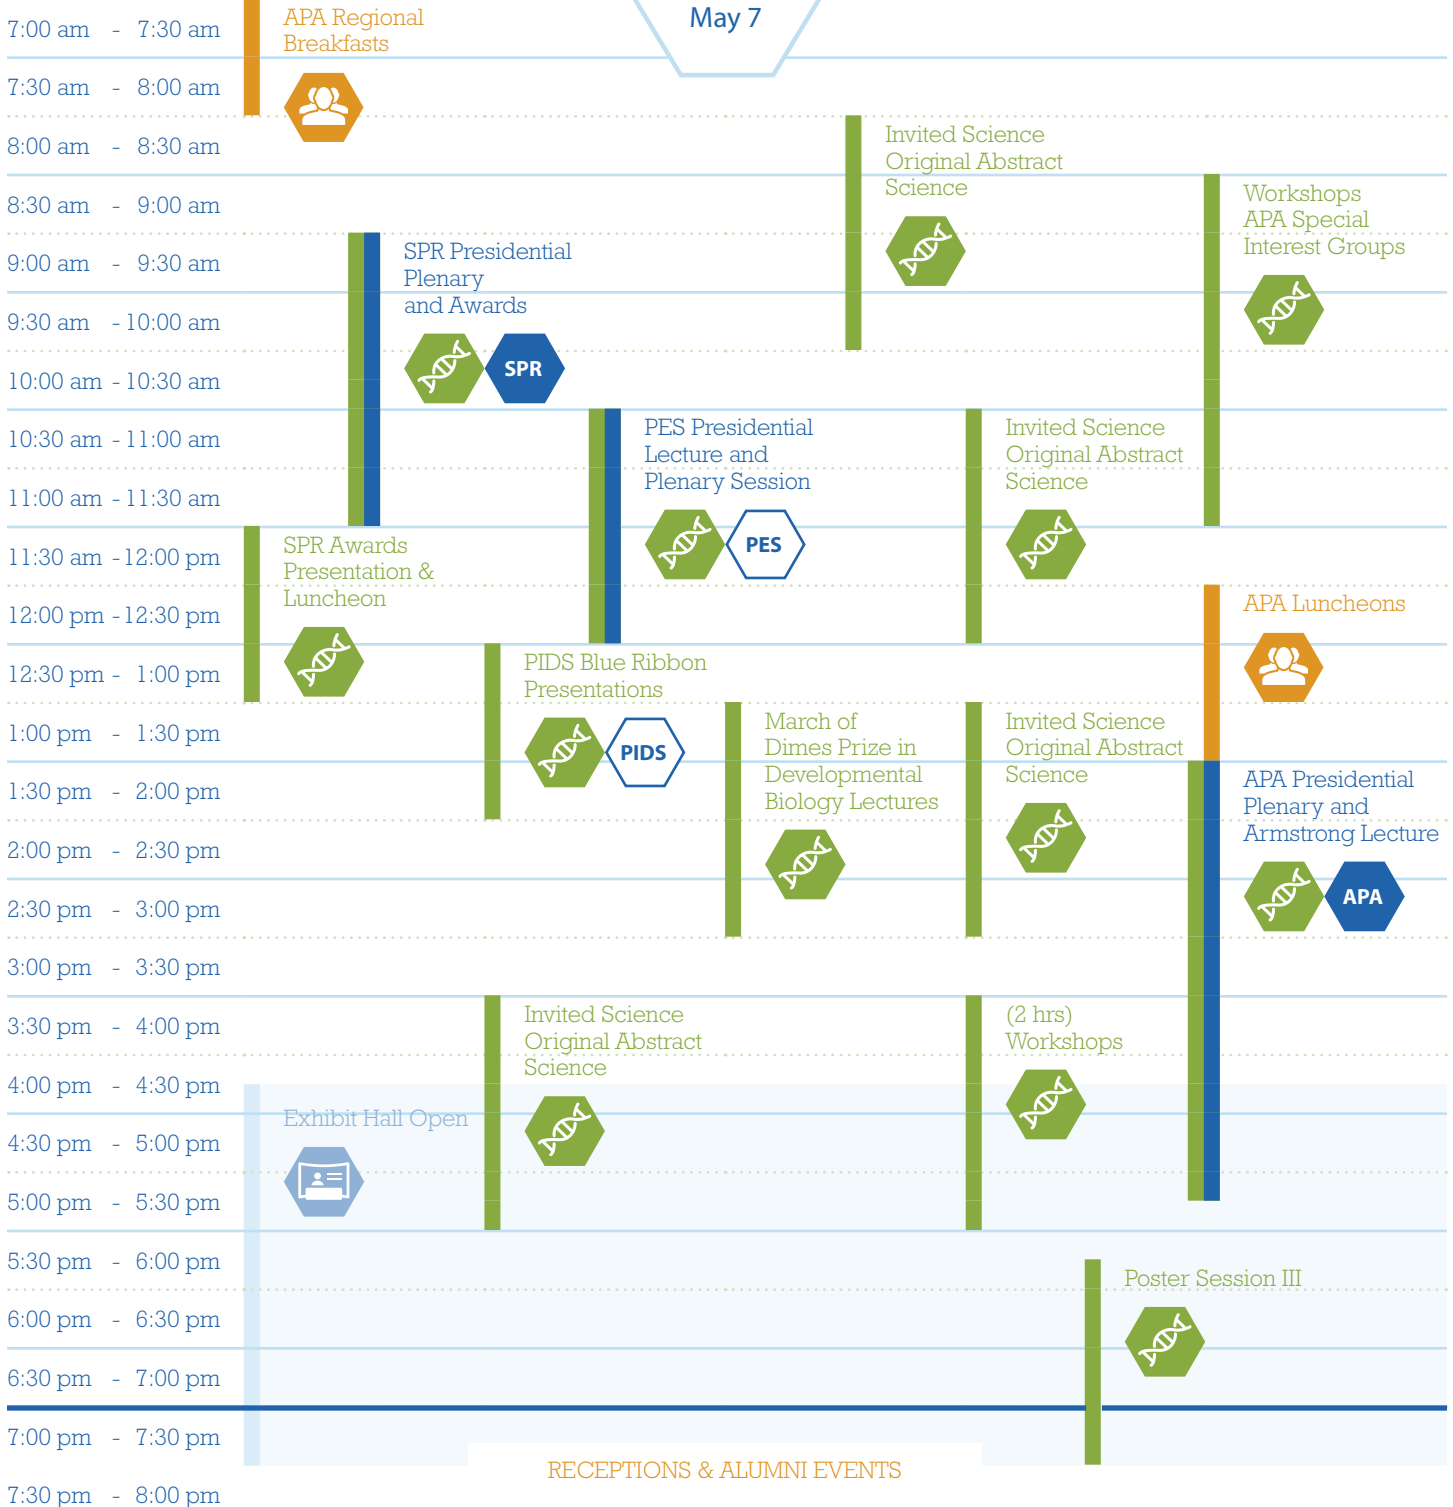 May 7
7:00 am - 7:30 am
APA Regional
Breakfasts
7:30 am - 8:00 am
8:00 am - 8:30 am
Invited Science
Original Abstract
Science
8:30 am - 9:00 am
Workshops
APA Special
Interest Groups
9:00 am - 9:30 am
SPR Presidential
Plenary
and Awards
SPR
9:30 am - 10:00 am
10:00 am - 10:30 am
10:30 am - 11:00 am
PES Presidential
Lecture and
Plenary Session
PES
Invited Science
Original Abstract
Science
11:00 am - 11:30 am
11:30 am - 12:00 pm
SPR Awards
Presentation &
Luncheon
12:00 pm - 12:30 pm
APA Luncheons
12:30 pm - 1:00 pm
PIDS Blue Ribbon
Presentations
PIDS
1:00 pm - 1:30 pm
March of
Dimes Prize in
Developmental
Biology Lectures
Invited Science
Original Abstract
Science
1:30 pm - 2:00 pm
APA Presidential
Plenary and
Armstrong Lecture
APA
2:00 pm - 2:30 pm
2:30 pm - 3:00 pm
3:00 pm - 3:30 pm
3:30 pm - 4:00 pm
Invited Science
Original Abstract
Science
(2 hrs)
Workshops
4:00 pm - 4:30 pm
Exhibit Hall Open
4:30 pm - 5:00 pm
5:00 pm - 5:30 pm
5:30 pm - 6:00 pm
Poster Session III
6:00 pm - 6:30 pm
6:30 pm - 7:00 pm
7:00 pm - 7:30 pm
RECEPTIONS & ALUMNI EVENTS
7:30 pm - 8:00 pm